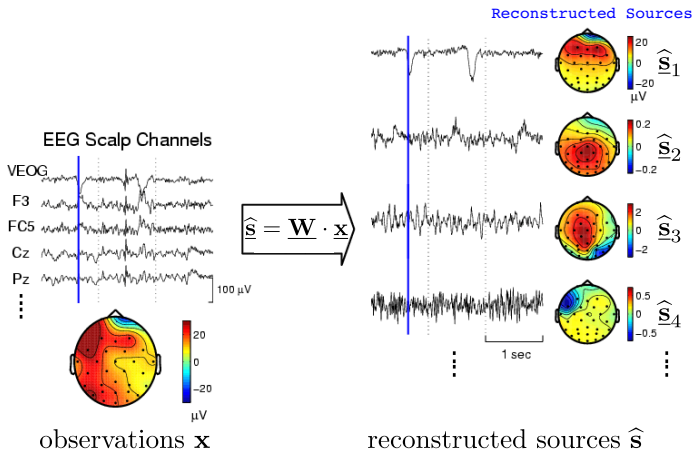 Reconstructed Sources
20
0
−20
μV
ŝ1
EEG Scalp Channels
VEOG
F3
FC5
Cz
Pz
100 μV
ŝ = W · x
0.2
0
−0.2
ŝ2
2
0
−2
ŝ3
0.5
0
−0.5
ŝ4
1 sec
20
0
−20
μV
observations x
reconstructed sources ŝ